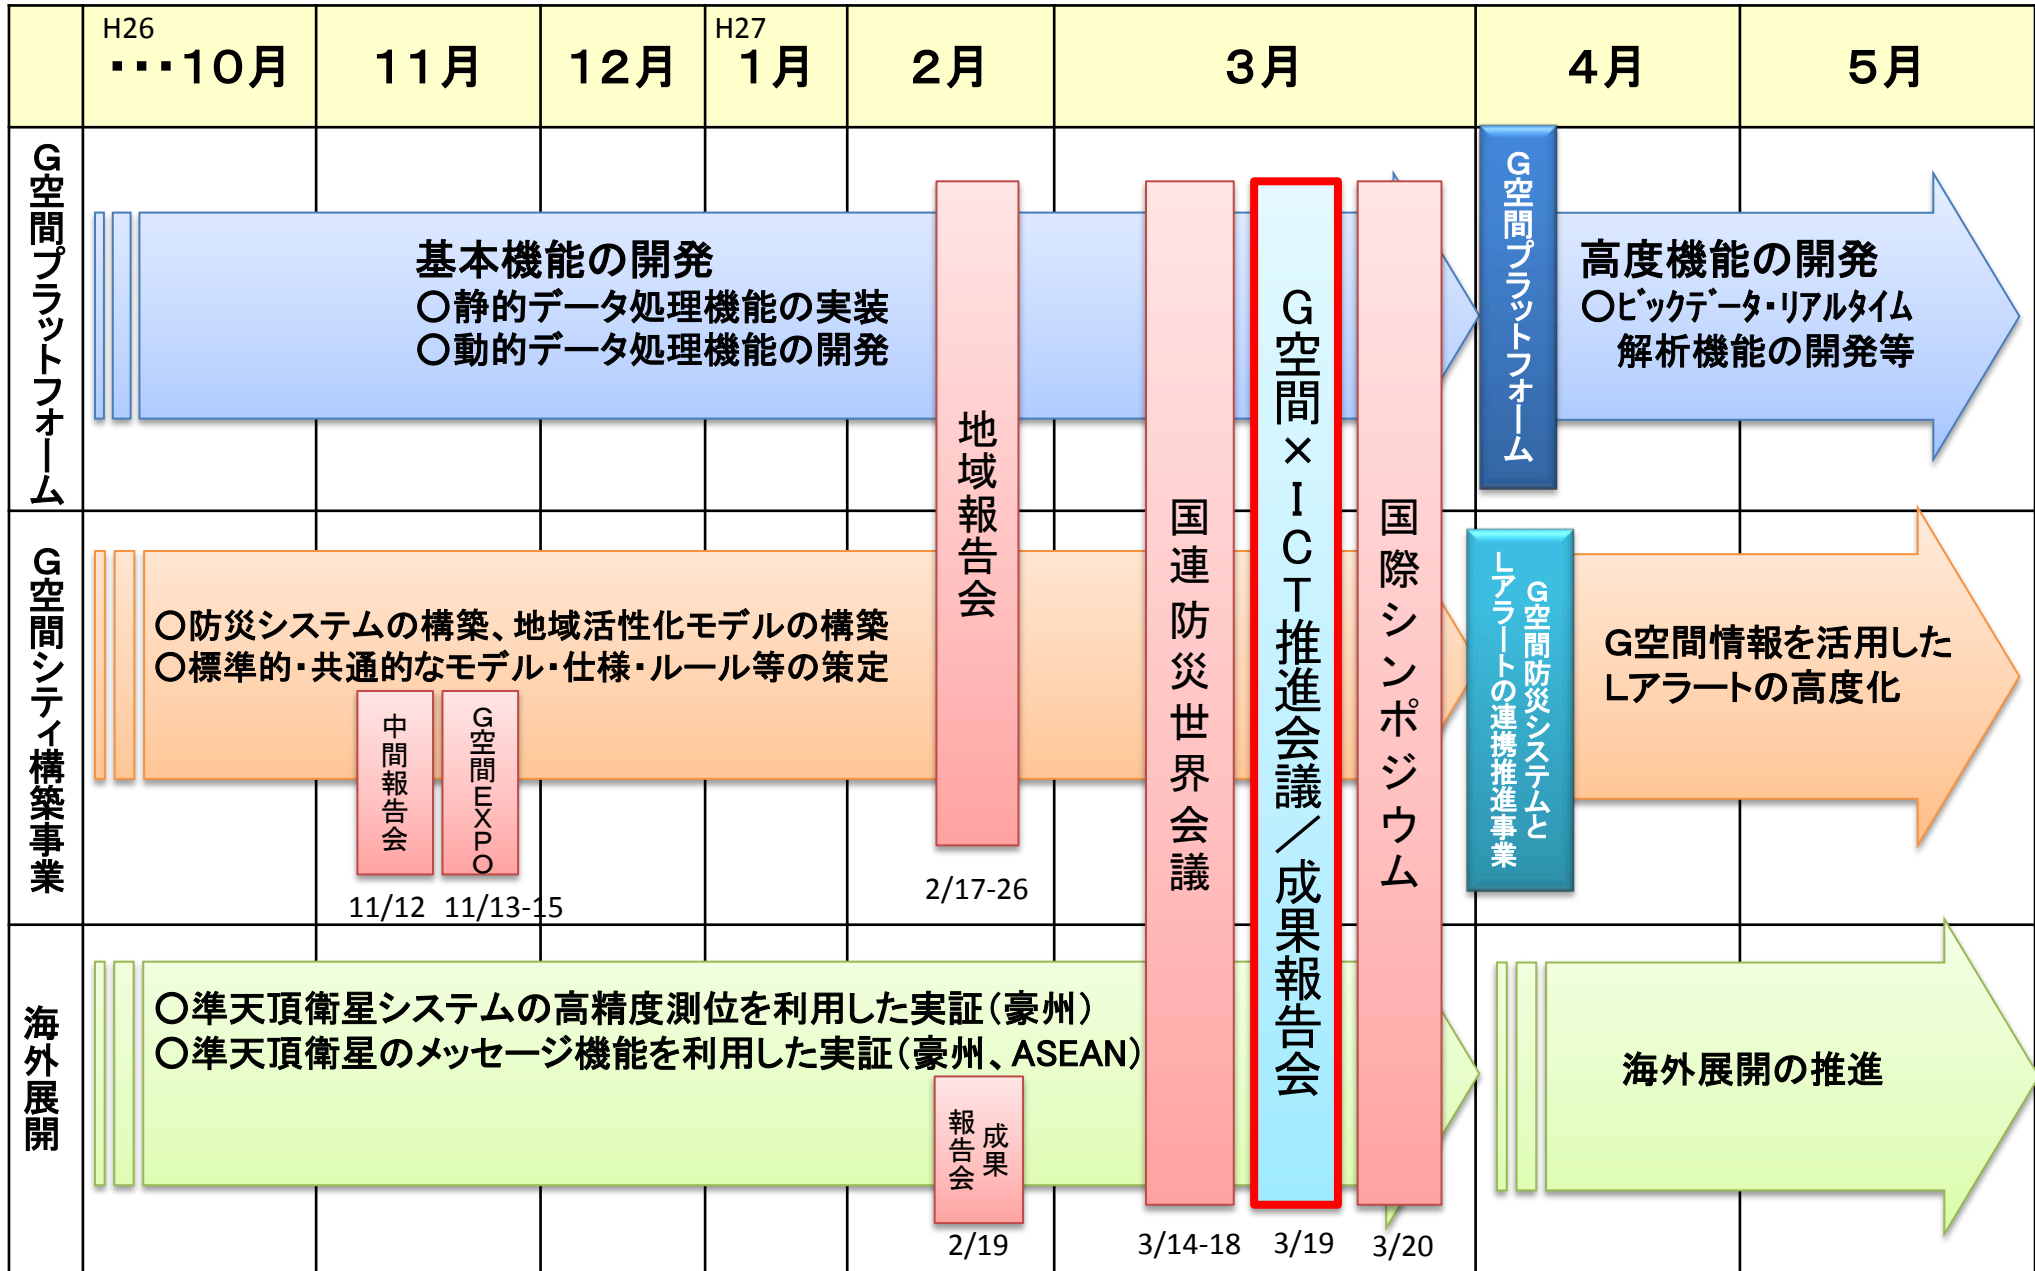 H26
・・・10月
11月
12月
H27
1月
2月
3月
4月
5月
G空間プラットフォーム
基本機能の開発
○静的データ処理機能の実装
○動的データ処理機能の開発
G空間プラットフォーム
高度機能の開発
○ビックデータ・リアルタイム
解析機能の開発等
地域報告会
2/17-26
国連防災世界会議
3/14-18
G空間×ICT推進会議/成果報告会
3/19
国際シンポジウム
3/20
G空間シティ構築事業
○防災システムの構築、地域活性化モデルの構築
○標準的・共通的なモデル・仕様・ルール等の策定
中間報告会
11/12
G空間EXPO
11/13-15
G空間防災システムと
Lアラートの連携推進事業
G空間情報を活用した
Lアラートの高度化
海外展開
○準天頂衛星システムの高精度測位を利用した実証(豪州)
○準天頂衛星のメッセージ機能を利用した実証(豪州、ASEAN)
成果
報告会
2/19
海外展開の推進